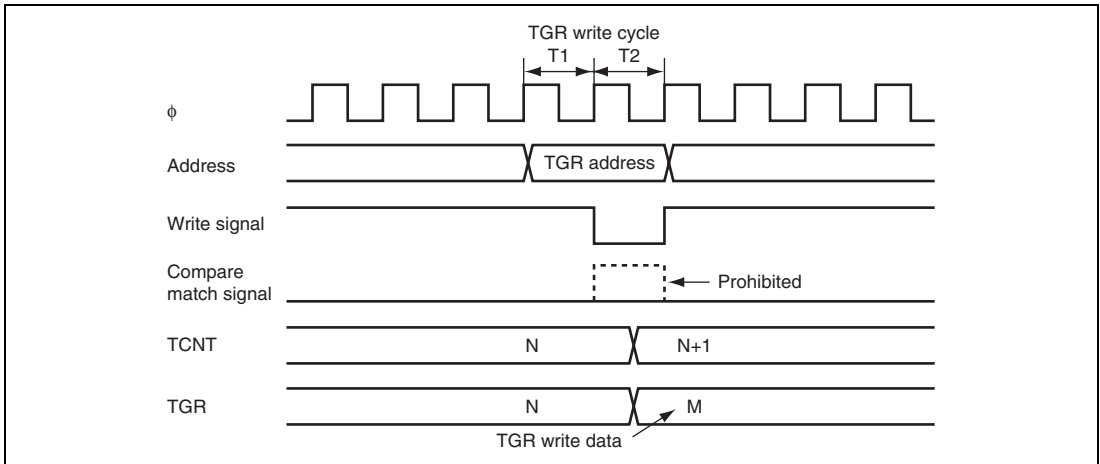 TGR write cycle
T1 T2
φ
Address TGR address
Write signal
Compare
match signal Prohibited
TCNT N N+1
TGR N M
TGR write data